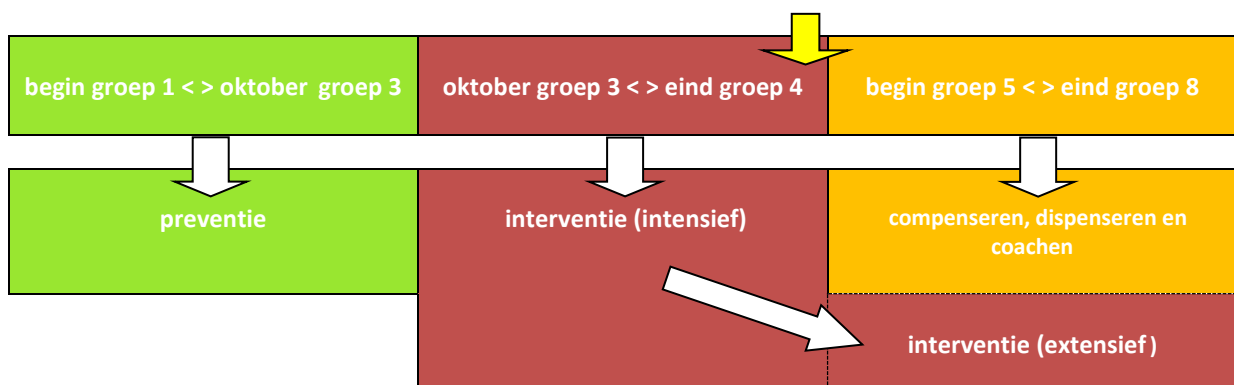 begin groep 1 < > oktober groep 3
oktober groep 3 < > eind groep 4
begin groep 5 < > eind groep 8
preventie
interventie (intensief)
compenseren, dispenseren en
coachen
interventie (extensief)